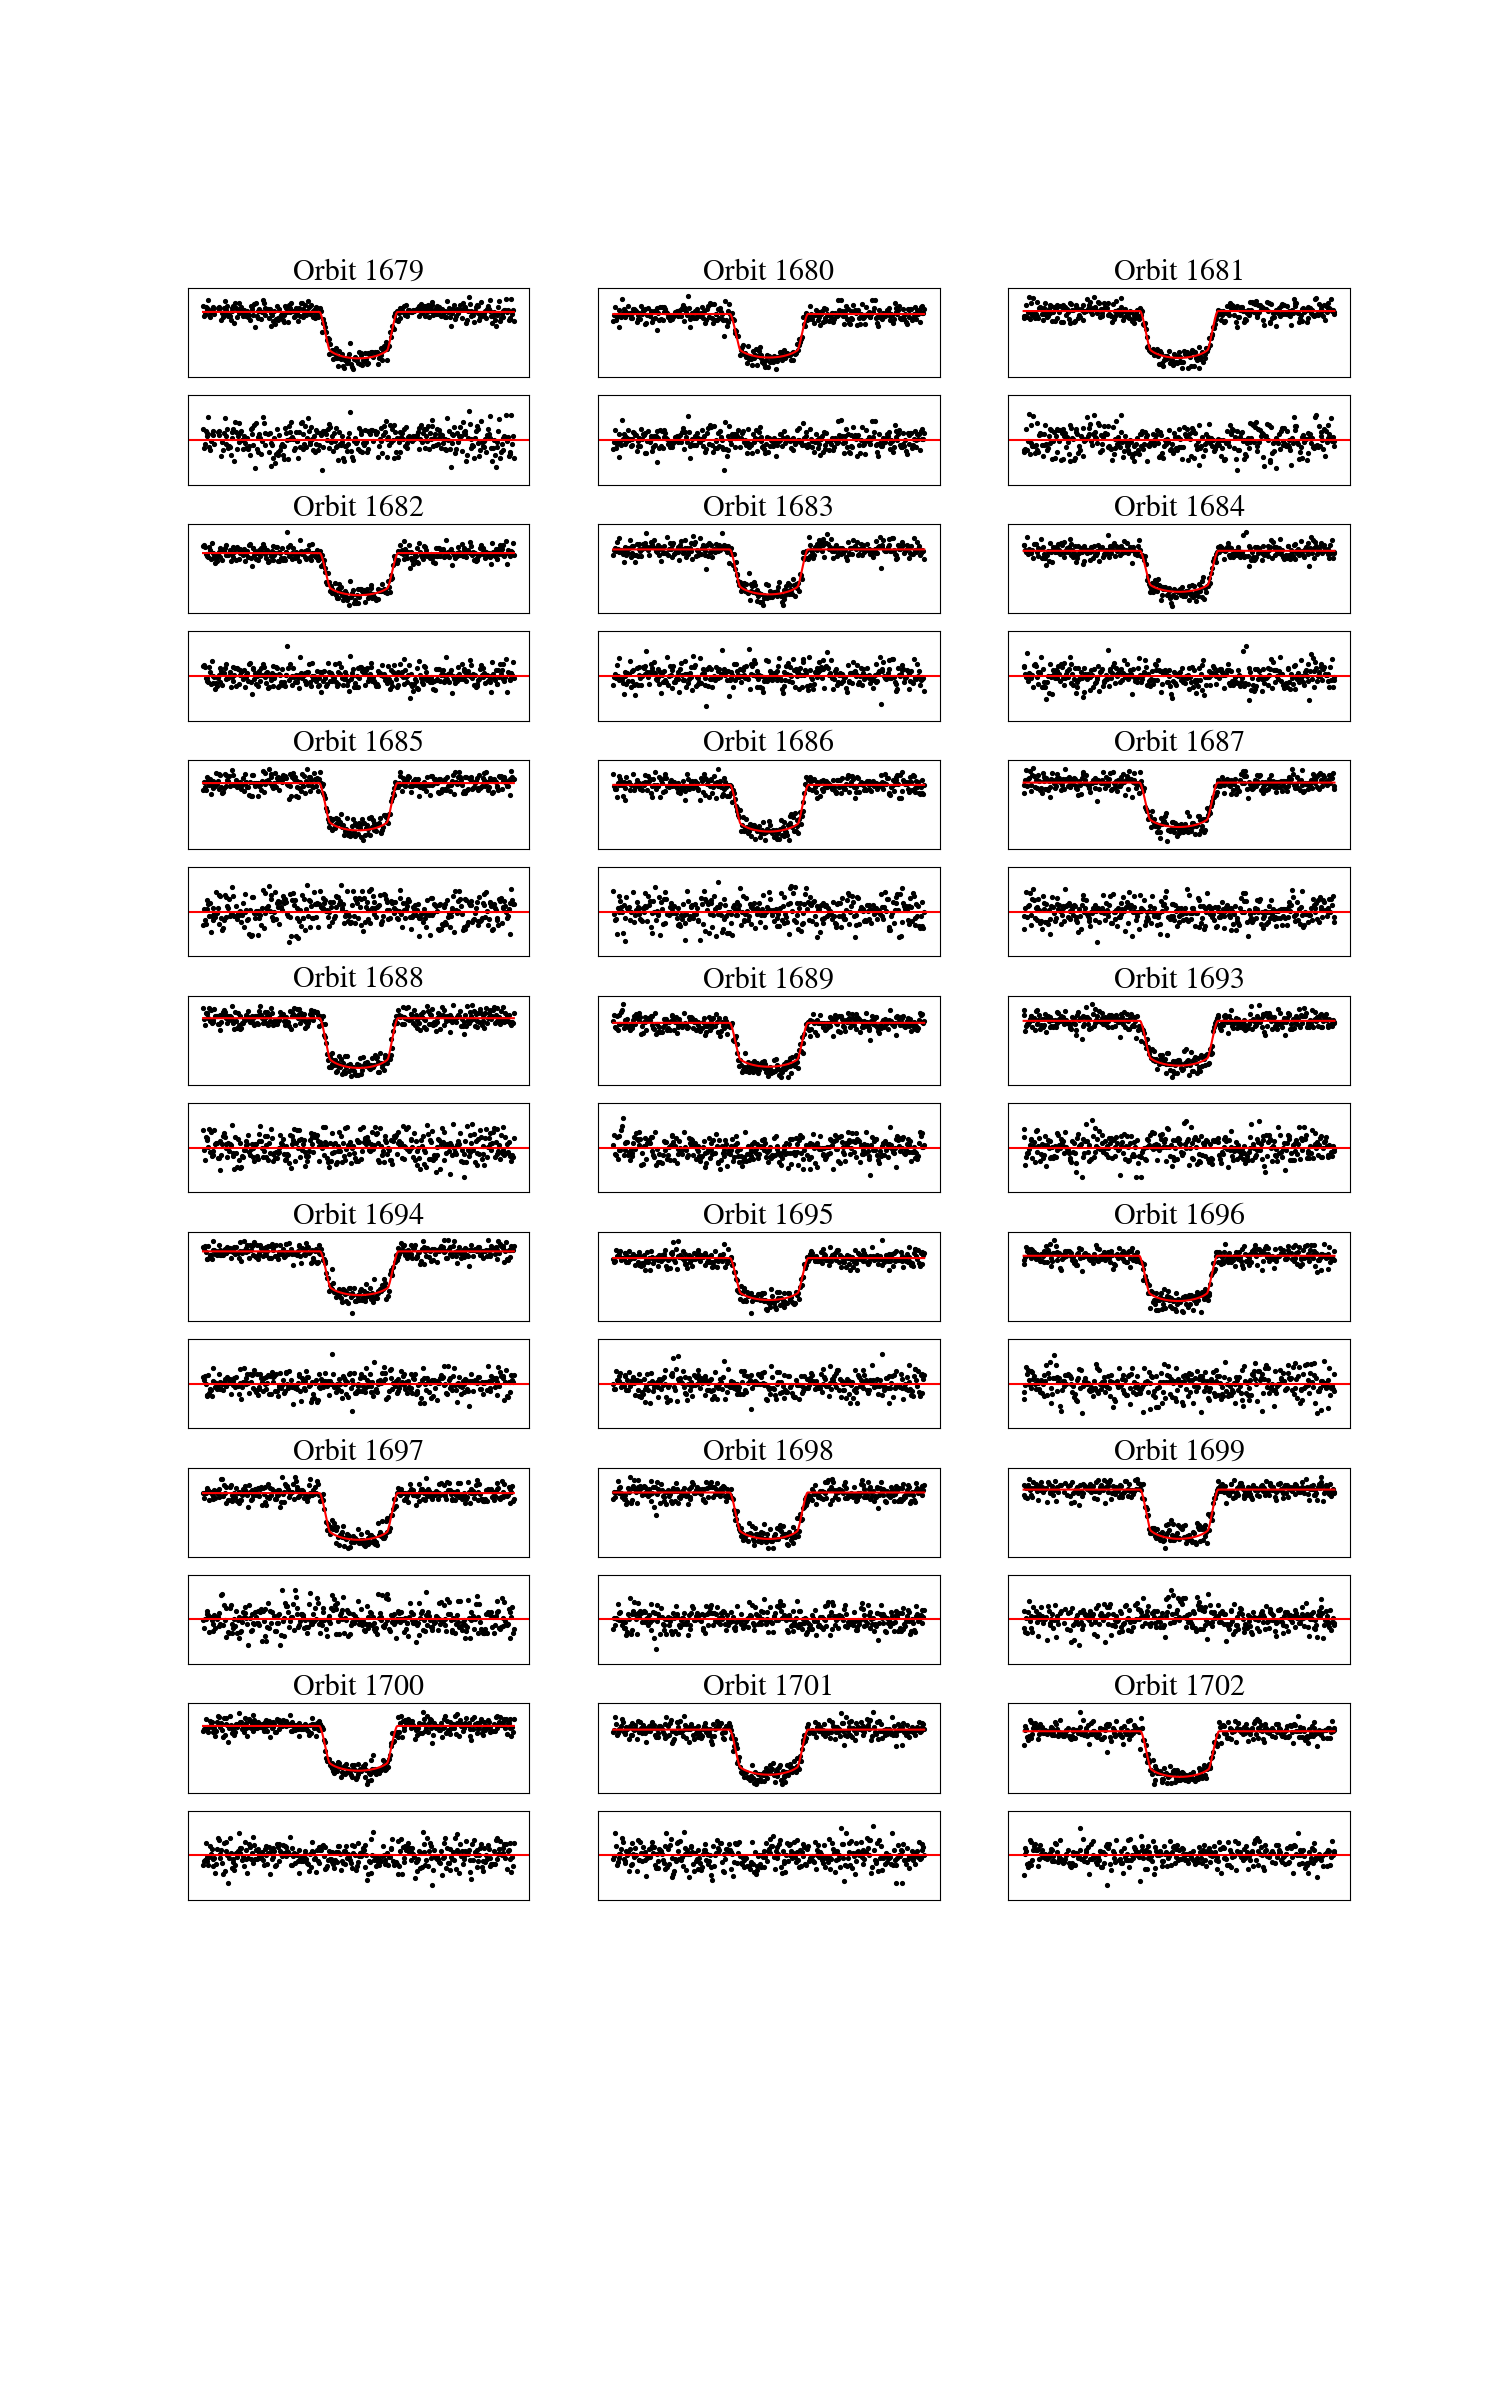 Orbit 1679
Orbit 1680
Orbit 1681
Orbit 1682
Orbit 1683
Orbit 1684
Orbit 1685
Orbit 1686
Orbit 1687
Orbit 1688
Orbit 1689
Orbit 1693
Orbit 1694
Orbit 1695
Orbit 1696
Orbit 1697
Orbit 1698
Orbit 1699
Orbit 1700
Orbit 1701
Orbit 1702